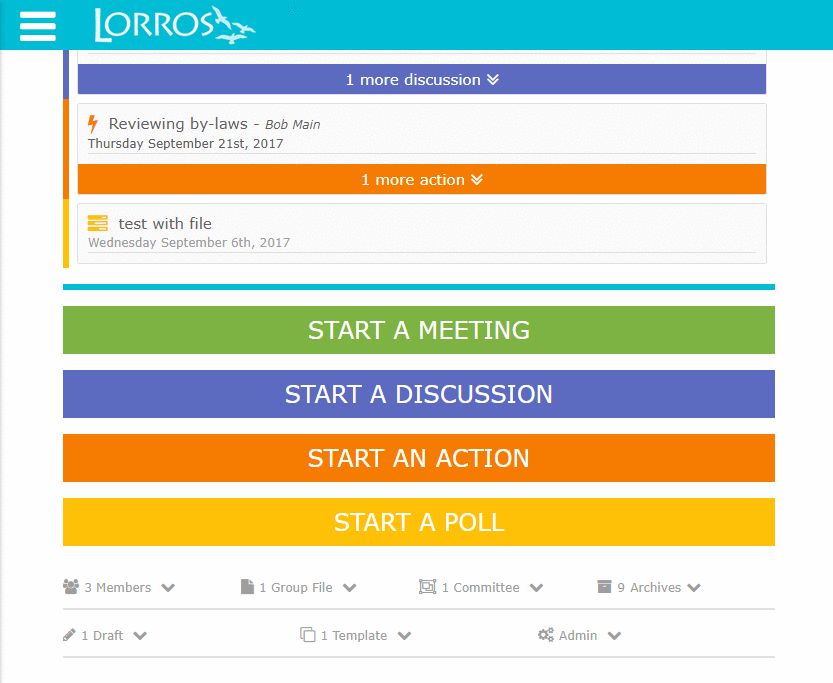 LORROS
1 more discussion
Reviewing by-laws - Bob Main
Thursday September 21st, 2017
1 more action
test with file
Wednesday September 6th, 2017
START A MEETING
START A DISCUSSION
START AN ACTION
START A POLL
3 Members 1 Group File 1 Committee 9 Archives
1 Draft 1 Template Admin